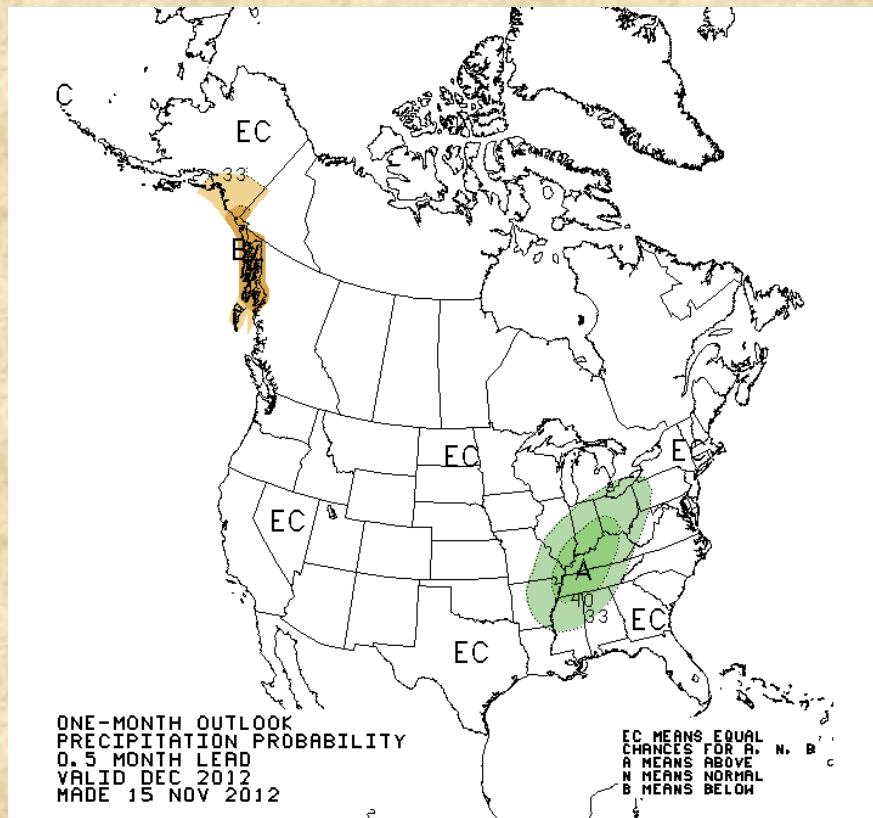 C
EC
33
B
EC
EC
EC
A
40
33
EC
EC
ONE-MONTH OUTLOOK
PRECIPITATION PROBABILITY
0.5 MONTH LEAD
VALID DEC 2012
MADE 15 NOV 2012
EC MEANS EQUAL
CHANCES FOR A, N, B
A MEANS ABOVE
N MEANS NORMAL
B MEANS BELOW